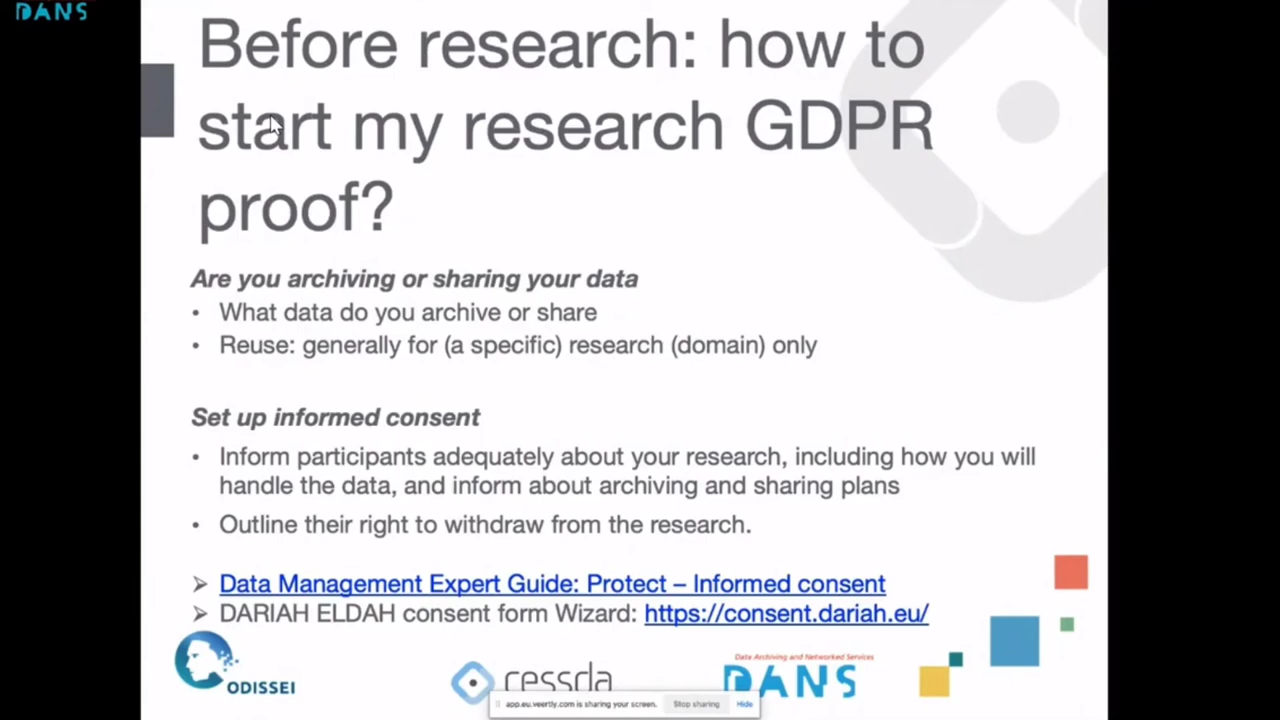 DANS
Before research: how to
start my research GDPR
proof?
Are you archiving or sharing your data
• What data do you archive or share
• Reuse: generally for (a specific) research (domain) only
Set up informed consent
• Inform participants adequately about your research, including how you will
handle the data, and inform about archiving and sharing plans
• Outline their right to withdraw from the research.
➢ Data Management Expert Guide: Protect – Informed consent
➢ DARIAH ELDAH consent form Wizard: https://consent.dariah.eu/
ODISSEI
cessda
Data Archiving and Networked Services
DANS
app.eu.veertly.com is sharing your screen. Stop sharing Hide